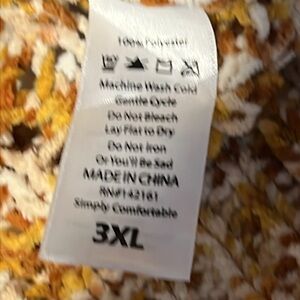 100% Polyester
Machine Wash Cold
Gentle Cycle
Do Not Bleach
Lay Flat to Dry
Do Not Iron
Or You'll Be Sad
MADE IN CHINA
RN#142161
Simply Comfortable
3XL